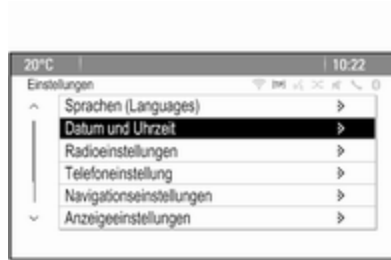 20°C 10:22
Einstellungen
Sprachen (Languages)
Datum und Uhrzeit
Radioeinstellungen
Telefoneinstellung
Navigationseinstellungen
Anzeigeeinstellungen